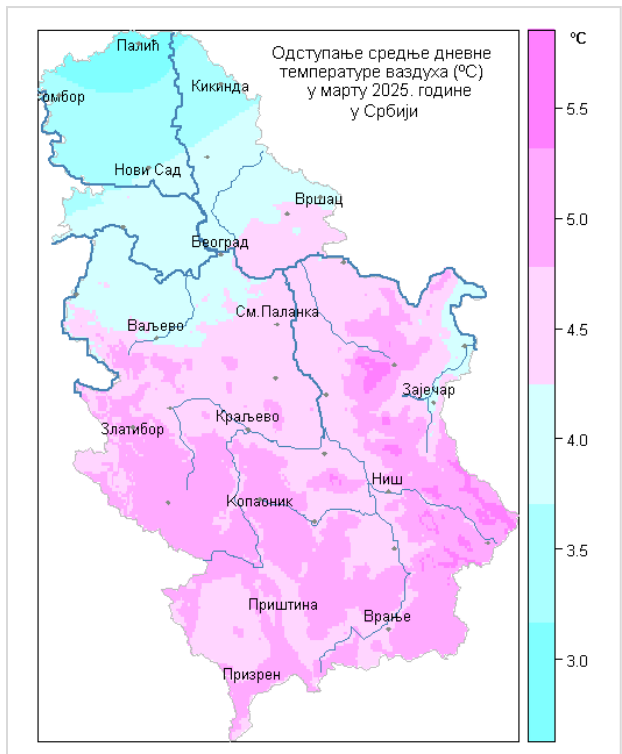 Одступање средње дневне
температуре ваздуха (ºC)
у марту 2025. године
у Србији
ºC
Палић
Кикинда
омбор
Нови Сад
Вршац
Београд
См.Паланка
Ваљево
Зајечар
Златибор
Краљево
Ниш
Копаоник
Приштина
Врање
Призрен
5.5
5.0
4.5
4.0
3.5
3.0